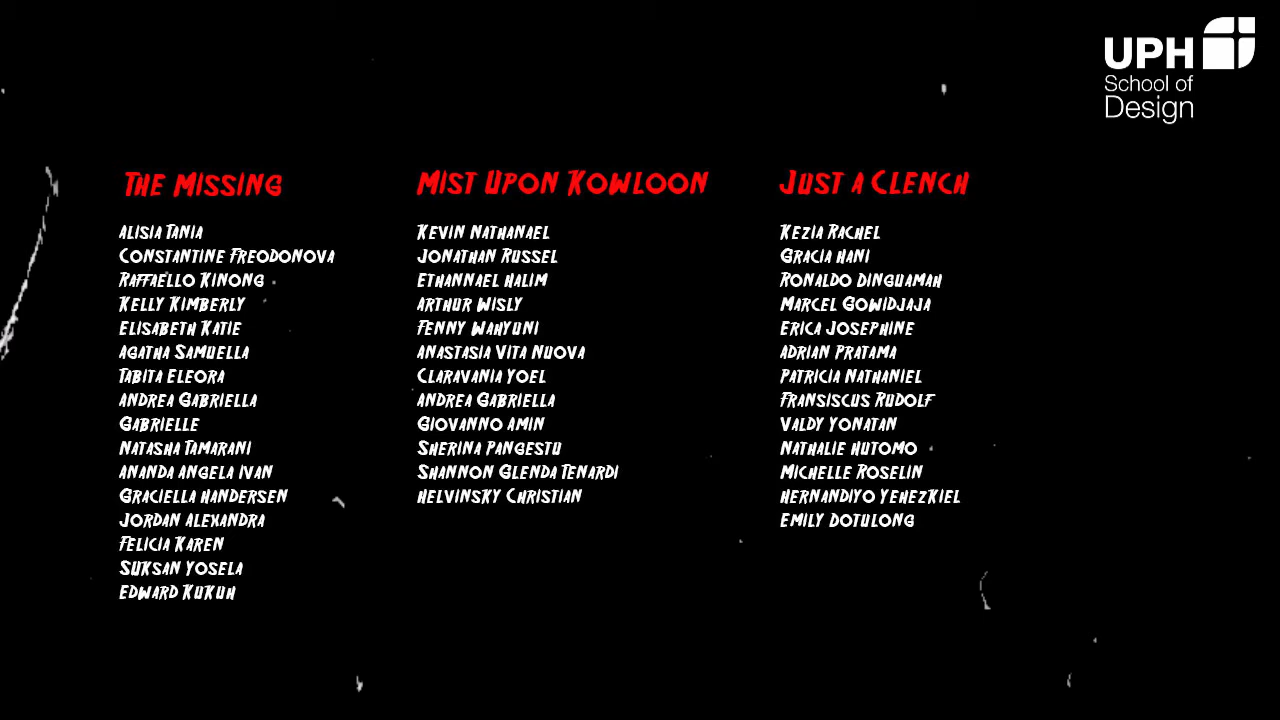 UPH
School of
Design
The Missing
Alisia Tania
Constantine Freodonova
Raffaello Kinong
Kelly Kimberly
Elisabeth Katie
Agatha Samuella
Tabita Eleora
Andrea Gabriella
Gabrielle
Natasha Tamarani
Ananda Angela Ivan
Graciella Handersen
Jordan Alexandra
Felicia Karen
Suksan Yosela
Edward Kukuh
Mist Upon Kowloon
Kevin Nathanael
Jonathan Russel
Ethannael Halim
Arthur Wisly
Fenny Wahyuni
Anastasia Vita Nuova
Claravania Yoel
Andrea Gabriella
Giovanno Amin
Sherina Pangestu
Shannon Glenda Tenardi
Helvinsky Christian
Just a Clench
Kezia Rachel
Gracia Hani
Ronaldo Dinguamah
Marcel Gowidjaja
Erica Josephine
Adrian Pratama
Patricia Nathaniel
Fransiscus Rudolf
Valdy Yonatan
Nathalie Hutomo
Michelle Roselin
Hernandiyo Yehezkiel
Emily Dotulong